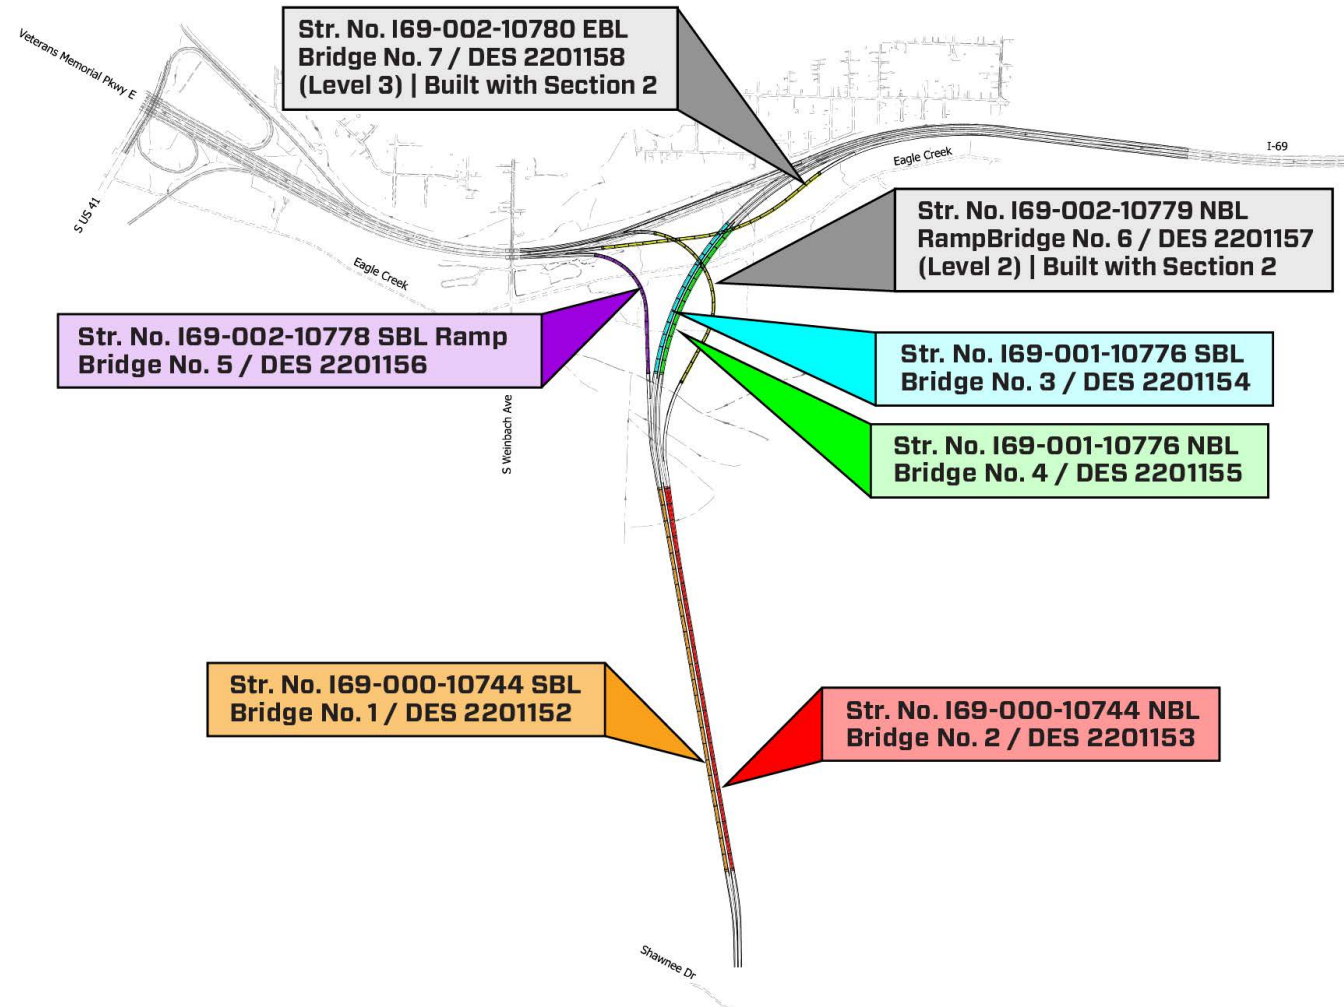 Str. No. I69-002-10780 EBL
Bridge No. 7 / DES 2201158
(Level 3) | Built with Section 2
Veterans Memorial Pkwy E
I-69
Eagle Creek
S US 41
Str. No. I69-002-10779 NBL
RampBridge No. 6 / DES 2201157
(Level 2) | Built with Section 2
Eagle Creek
Str. No. I69-002-10778 SBL Ramp
Bridge No. 5 / DES 2201156
Str. No. I69-001-10776 SBL
Bridge No. 3 / DES 2201154
S Weinbach Ave
Str. No. I69-001-10776 NBL
Bridge No. 4 / DES 2201155
Str. No. I69-000-10744 SBL
Bridge No. 1 / DES 2201152
Str. No. I69-000-10744 NBL
Bridge No. 2 / DES 2201153
Shawnee Dr